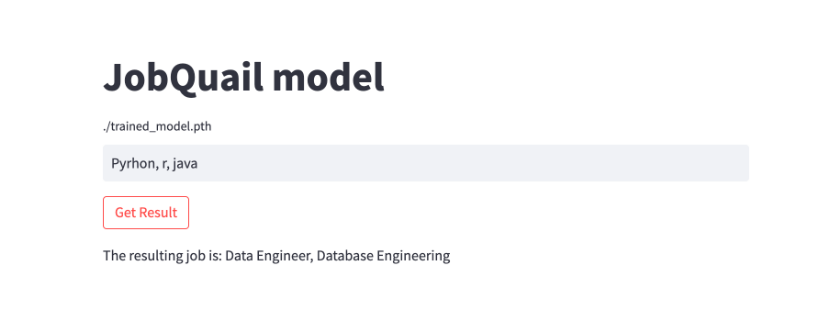 JobQuail model
./trained_model.pth
Pyrhon, r, java
Get Result
The resulting job is: Data Engineer, Database Engineering